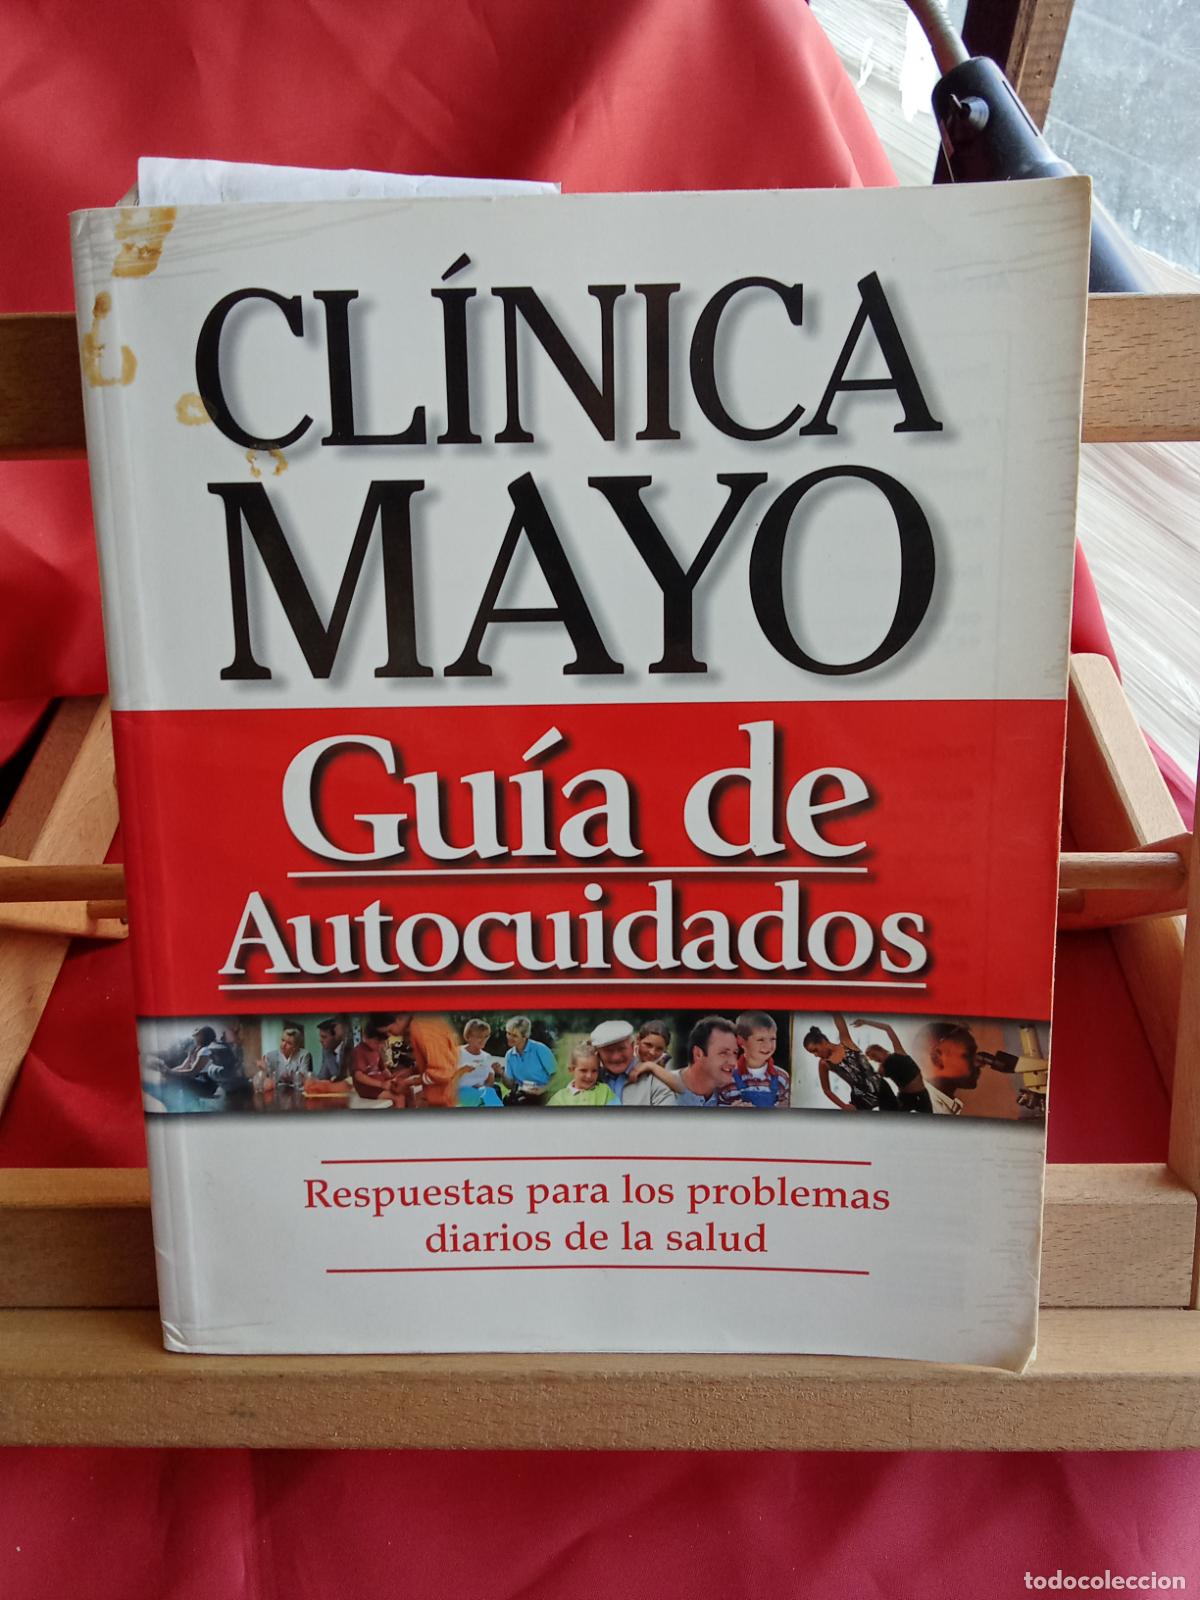 CLÍNICA
MAYO
Guía de
Autocuidados
Respuestas para los problemas
diarios de la salud
todocoleccion